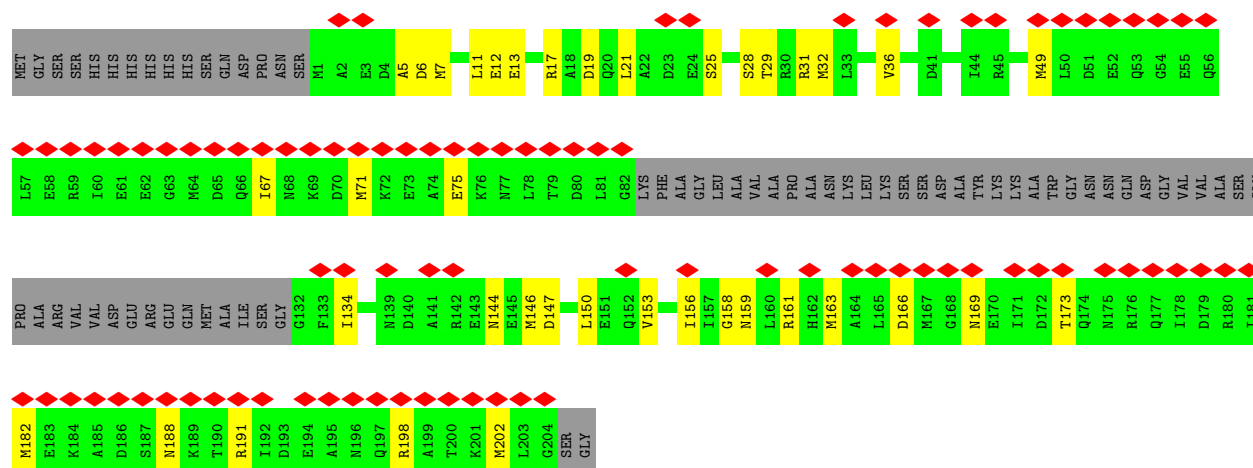 MET GLY SER SER HIS HIS HIS HIS HIS HIS SER GLN ASP PRO ASN SER M1 A2 E3 D4 A5 D6 M7 L11 E12 E13 R17 A18 D19 Q20 L21 A22 D23 E24 S25 S28 T29 R30 R31 M32 L33 V36 D41 I44 R45 M49 L50 D51 E52 Q53 G54 E55 Q56
L57 E58 R59 I60 E61 E62 G63 M64 D65 Q66 I67 N68 K69 D70 M71 K72 E73 A74 E75 K76 N77 L78 T79 D80 L81 G82 LYS PHE ALA GLY LEU ALA VAL ALA PRO ALA ASN LYS LEU LYS SER SER ASP ALA TYR LYS LYS ALA TRP GLY ASN ASN GLN ASP GLY VAL VAL ALA SER
PRO ALA ARG VAL VAL ASP GLU ARG GLU GLN MET ALA ILE SER GLY G132 F133 I134 N139 D140 A141 R142 E143 N144 E145 M146 D147 L150 E151 Q152 V153 I156 I157 G158 N159 L160 R161 H162 M163 A164 L165 D166 M167 G168 N169 E170 I171 D172 T173 Q174 N175 R176 Q177 I178 D179 R180 I181
M182 E183 K184 A185 D186 S187 N188 K189 T190 R191 I192 D193 E194 A195 N196 Q197 R198 A199 T200 K201 M202 L203 G204 SER GLY